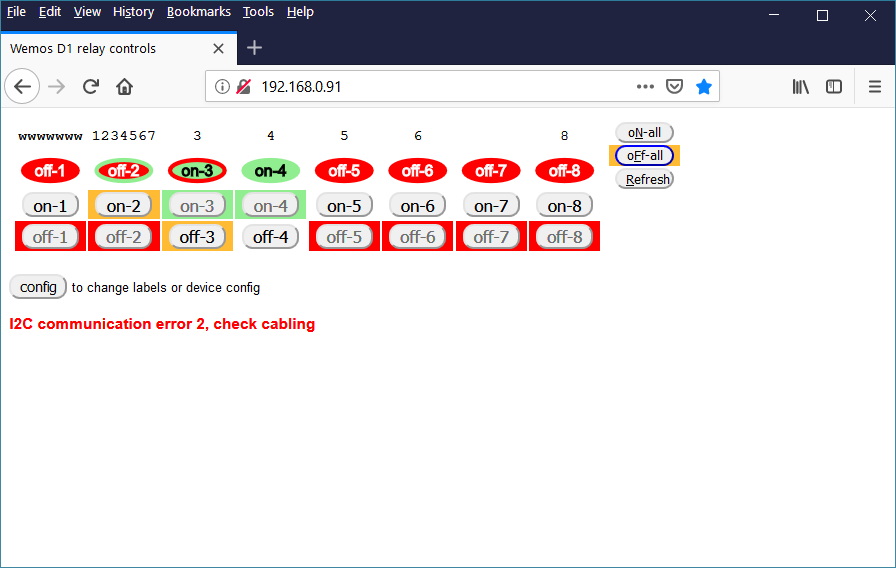 File Edit View History Bookmarks Tools Help
Wemos D1 relay controls
192.168.0.91
wwwwwwww 1234567 3 4 5 6 8 oN-all
off-1 off-2 on-3 on-4 off-5 off-6 off-7 off-8 oFf-all
on-1 on-2 on-3 on-4 on-5 on-6 on-7 on-8 Refresh
off-1 off-2 off-3 off-4 off-5 off-6 off-7 off-8
config to change labels or device config
I2C communication error 2, check cabling